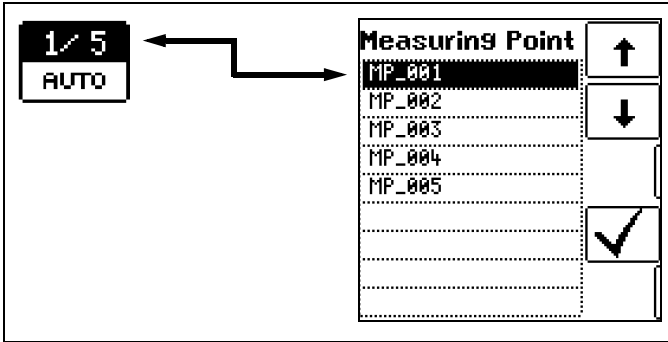 1/ 5
AUTO
Measuring Point
MP_001
MP_002
MP_003
MP_004
MP_005